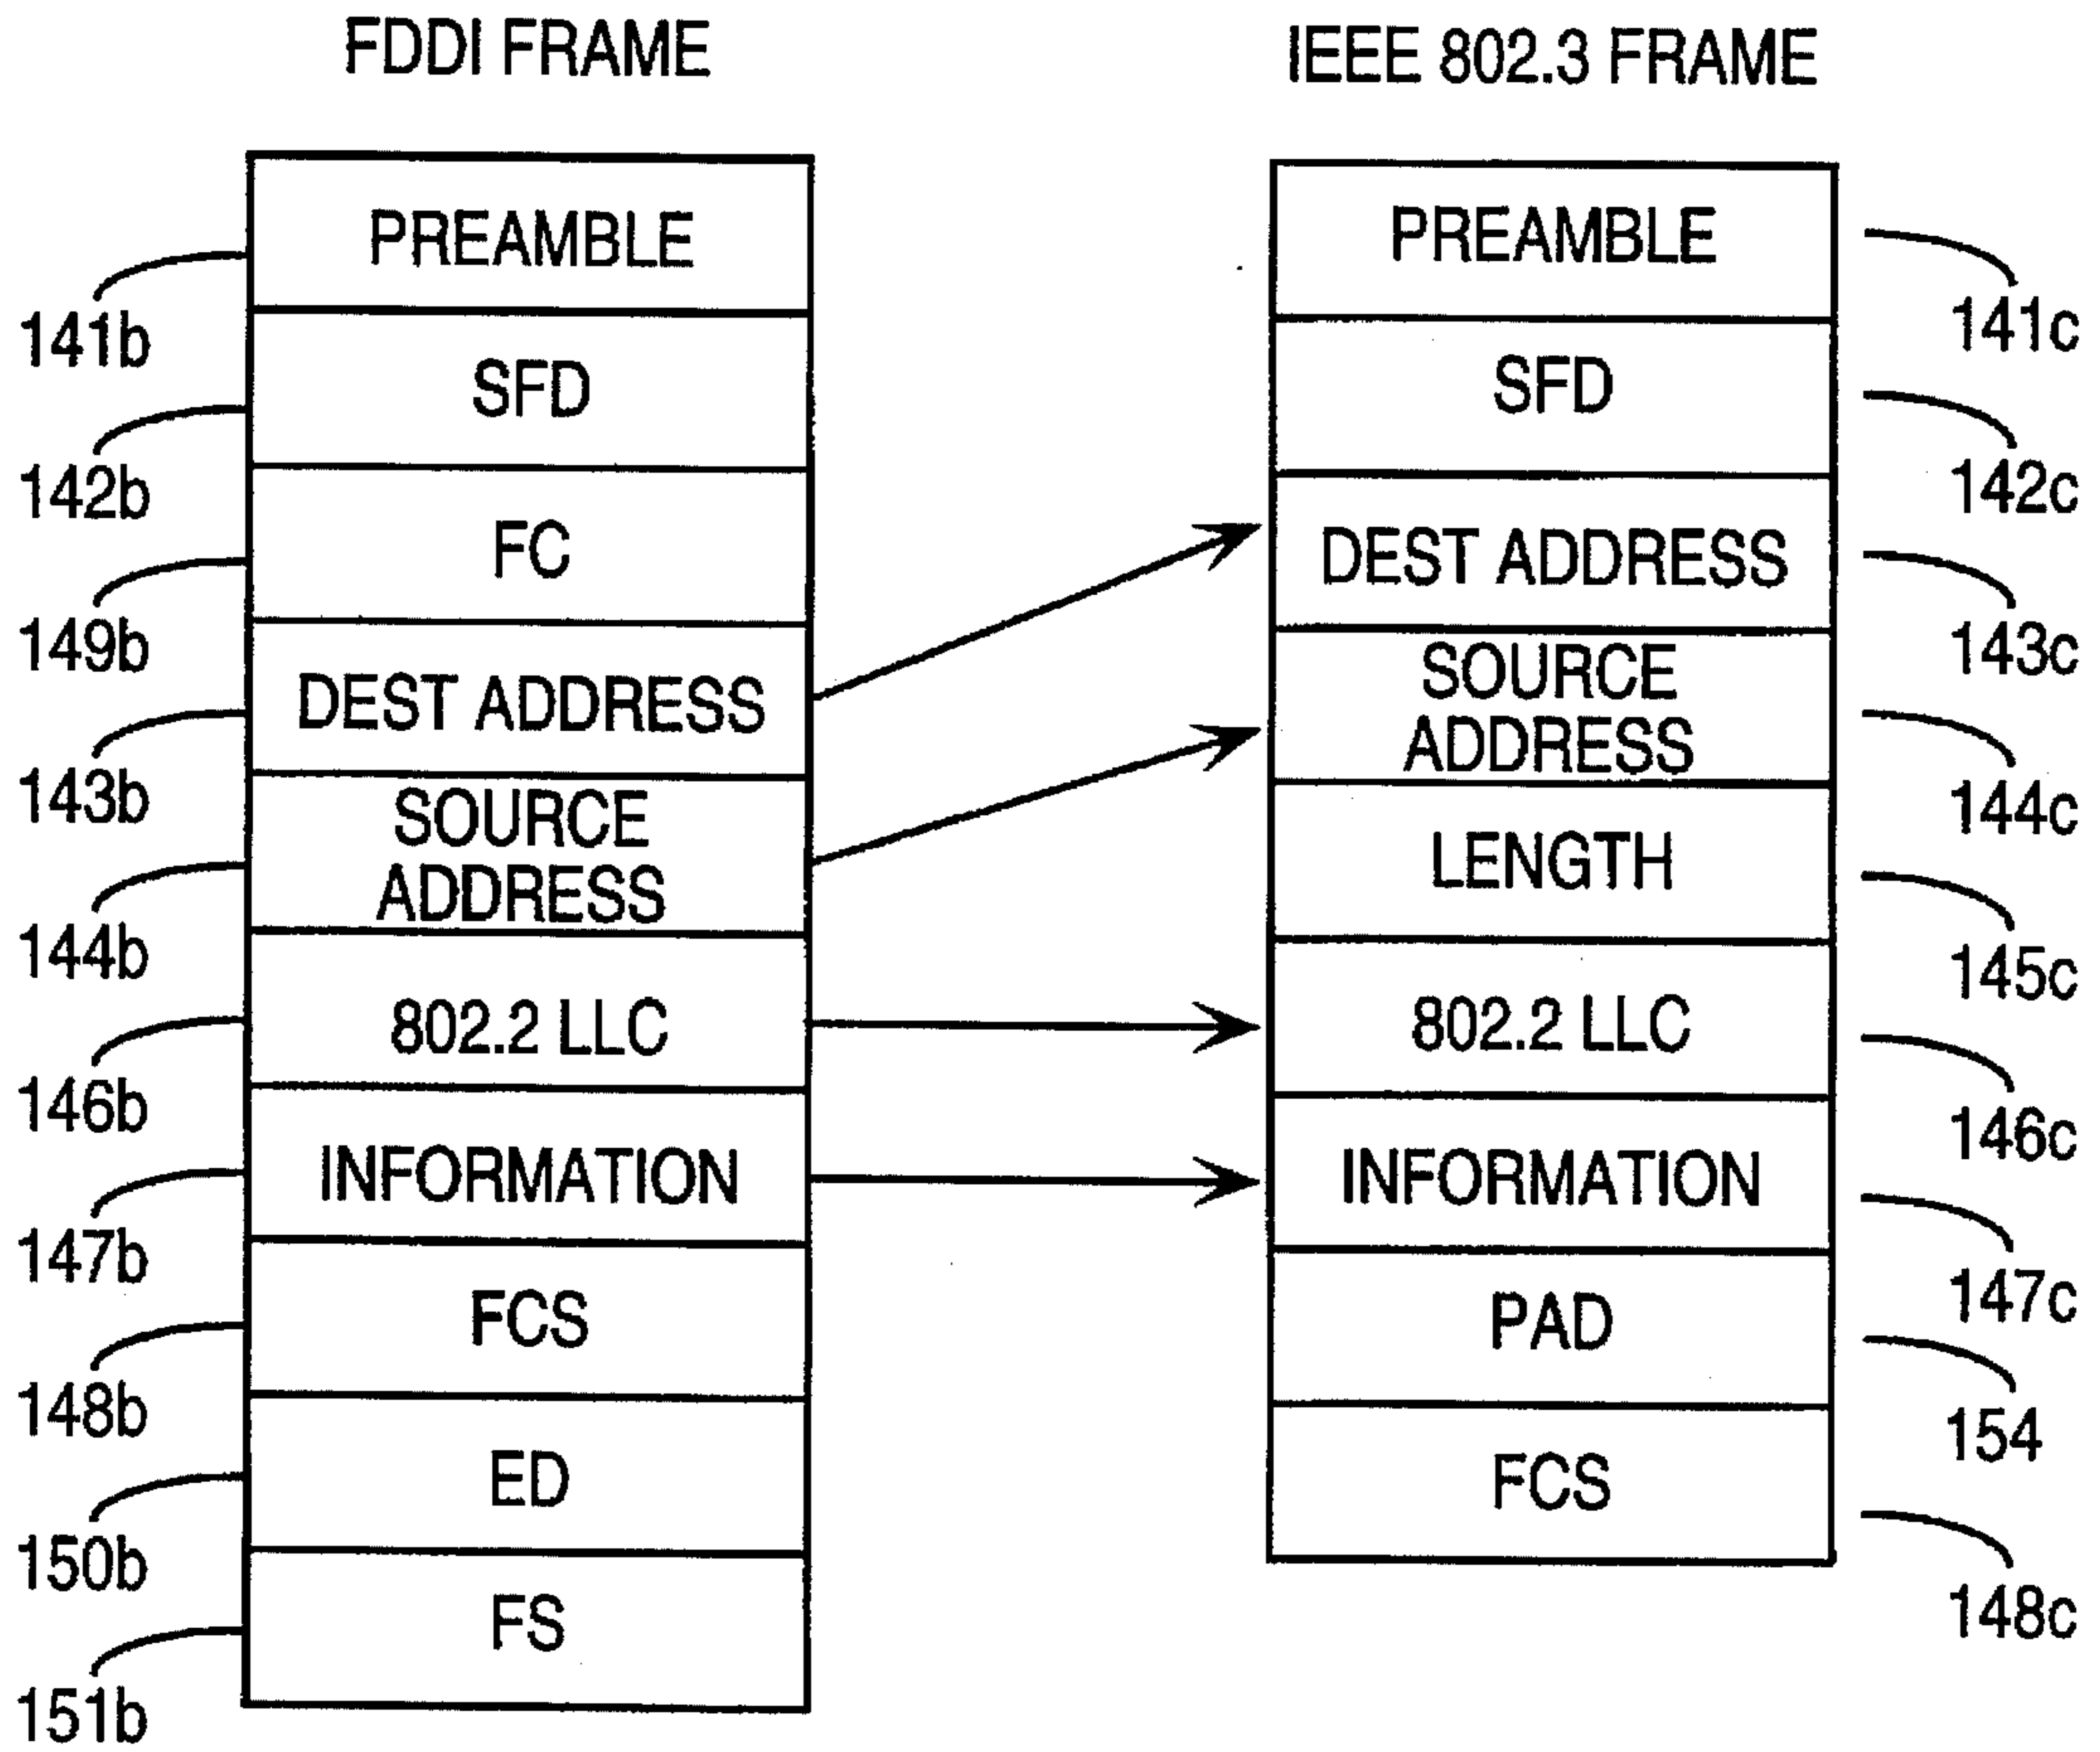 FDDI FRAME
PREAMBLE
141b
SFD
142b
FC
149b
DEST ADDRESS
143b
SOURCE
ADDRESS
144b
802.2 LLC
146b
INFORMATION
147b
FCS
148b
ED
150b
FS
151b
IEEE 802.3 FRAME
PREAMBLE
141c
SFD
142c
DEST ADDRESS
143c
SOURCE
ADDRESS
144c
LENGTH
145c
802.2 LLC
146c
INFORMATION
147c
PAD
154
FCS
148c